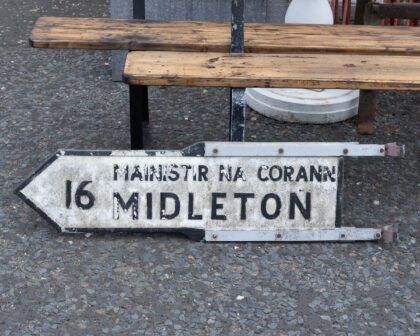 MAINISTIR NA CORANN
16 MIDLETON